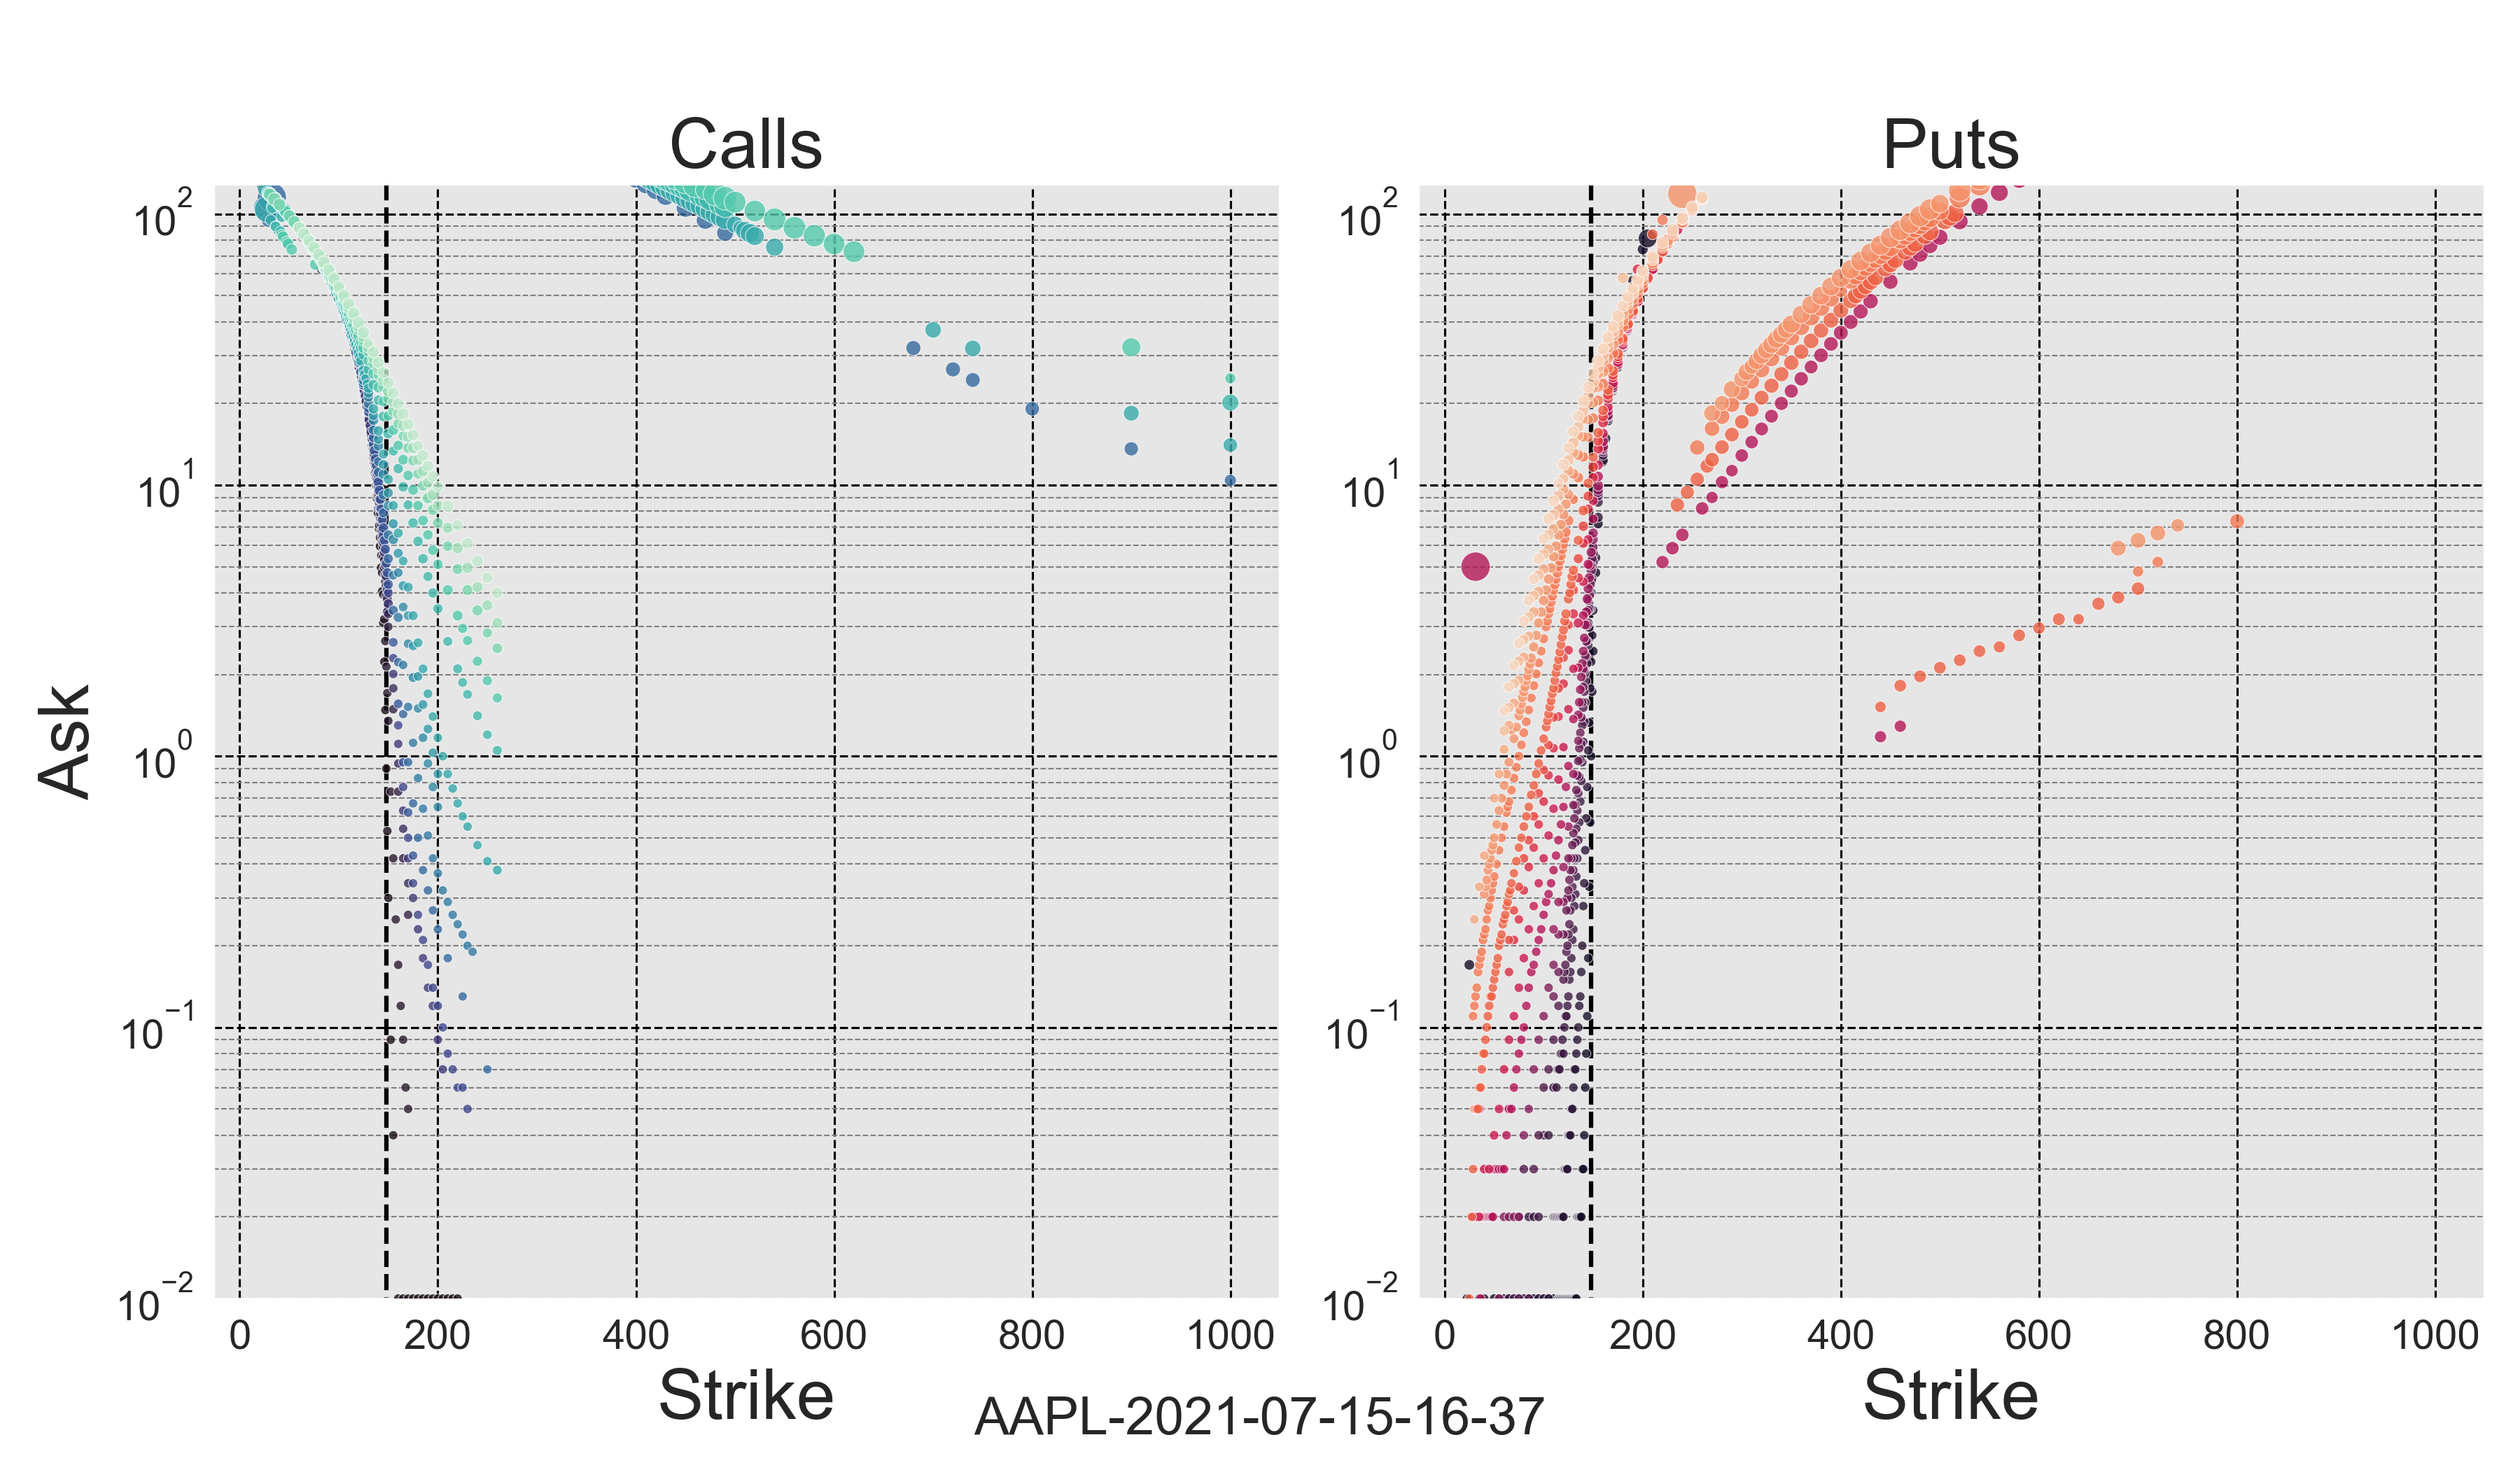 Calls Puts
10^2 10^2
10^1 10^1
Ask
10^0 10^0
10^−1 10^−1
10^−2 10^−2
0 200 400 600 800 1000 0 200 400 600 800 1000
Strike Strike
AAPL-2021-07-15-16-37